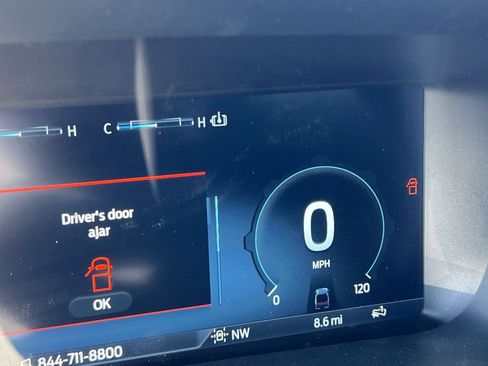 H C H
Driver's door
ajar
OK
0
MPH
0 120
NW 8.6 mi
844-711-8800